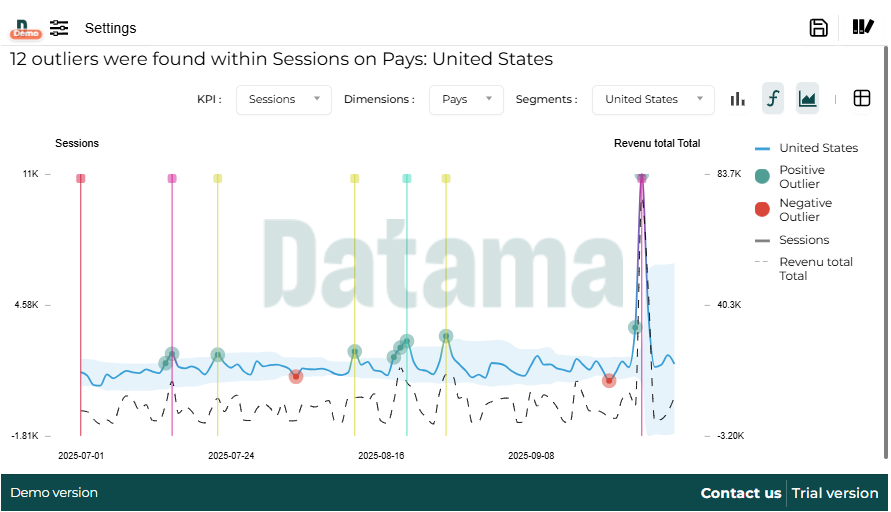 Demo
Settings
12 outliers were found within Sessions on Pays: United States
KPI : Sessions Dimensions : Pays Segments : United States
Sessions
Revenu total Total
11K
83.7K
4.58K
40.3K
-1.81K
-3.20K
2025-07-01
2025-07-24
2025-08-16
2025-09-08
Datama
United States
Positive
Outlier
Negative
Outlier
Sessions
Revenu total
Total
Demo version
Contact us
Trial version